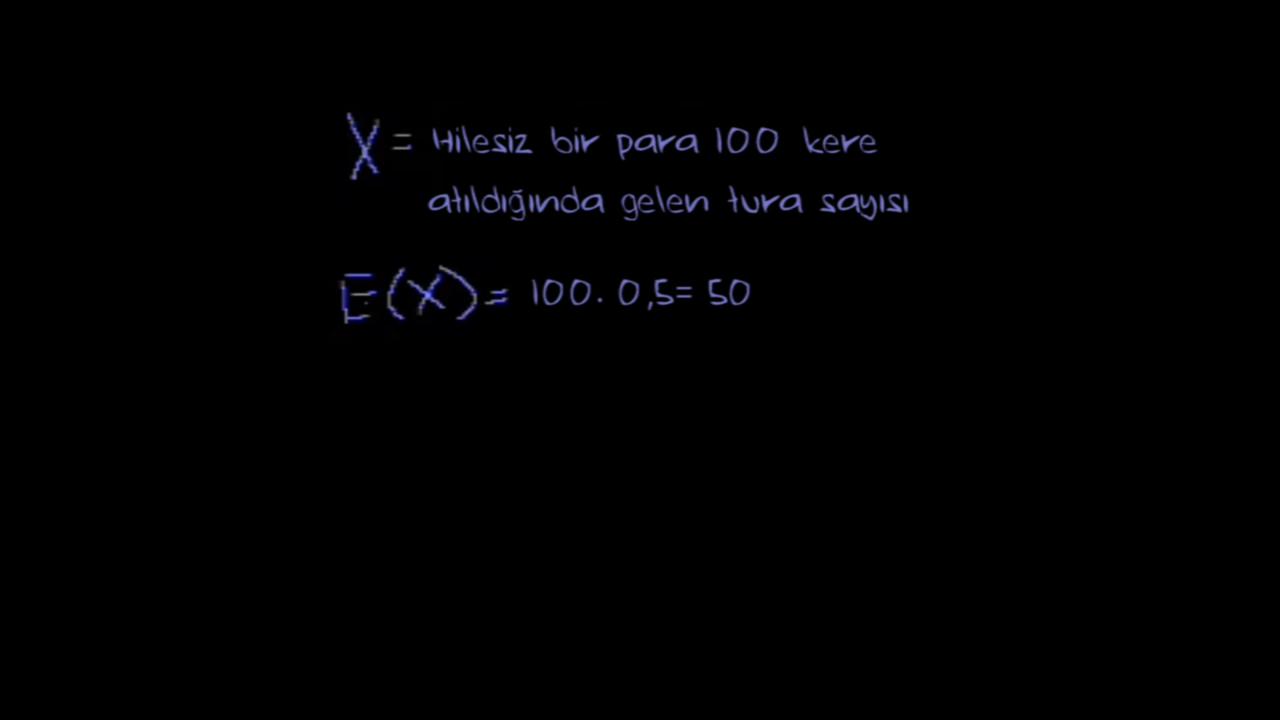 X = Hilesiz bir para 100 kere
atıldığında gelen tura sayısı
E(X) = 100. 0,5= 50